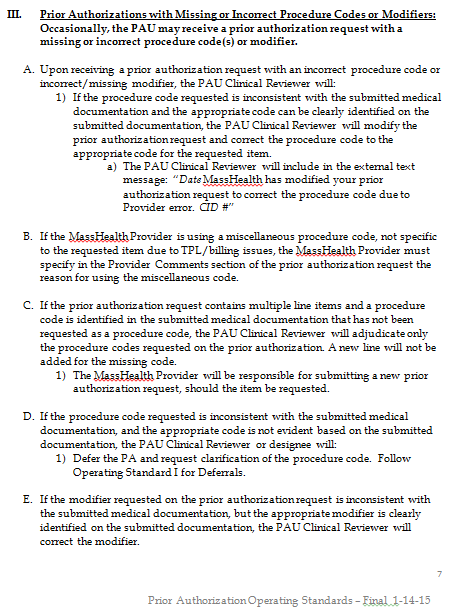 III. Prior Authorizations with Missing or Incorrect Procedure Codes or Modifiers:
Occasionally, the PAU may receive a prior authorization request with a
missing or incorrect procedure code(s) or modifier.
A. Upon receiving a prior authorization request with an incorrect procedure code or
incorrect/missing modifier, the PAU Clinical Reviewer will:
1) If the procedure code requested is inconsistent with the submitted medical
documentation and the appropriate code can be clearly identified on the
submitted documentation, the PAU Clinical Reviewer will modify the
prior authorization request and correct the procedure code to the
appropriate code for the requested item.
a) The PAU Clinical Reviewer will include in the external text
message: "Date MassHealth has modified your prior
authorization request to correct the procedure code due to
Provider error. CID #"
B. If the MassHealth Provider is using a miscellaneous procedure code, not specific
to the requested item due to TPL/billing issues, the MassHealth Provider must
specify in the Provider Comments section of the prior authorization request the
reason for using the miscellaneous code.
C. If the prior authorization request contains multiple line items and a procedure
code is identified in the submitted medical documentation that has not been
requested as a procedure code, the PAU Clinical Reviewer will adjudicate only
the procedure codes requested on the prior authorization. A new line will not be
added for the missing code.
1) The MassHealth Provider will be responsible for submitting a new prior
authorization request, should the item be requested.
D. If the procedure code requested is inconsistent with the submitted medical
documentation, and the appropriate code is not evident based on the submitted
documentation, the PAU Clinical Reviewer or designee will:
1) Defer the PA and request clarification of the procedure code. Follow
Operating Standard I for Deferrals.
E. If the modifier requested on the prior authorization request is inconsistent with
the submitted medical documentation, but the appropriate modifier is clearly
identified on the submitted documentation, the PAU Clinical Reviewer will
correct the modifier.
7
Prior Authorization Operating Standards – Final 1-14-15